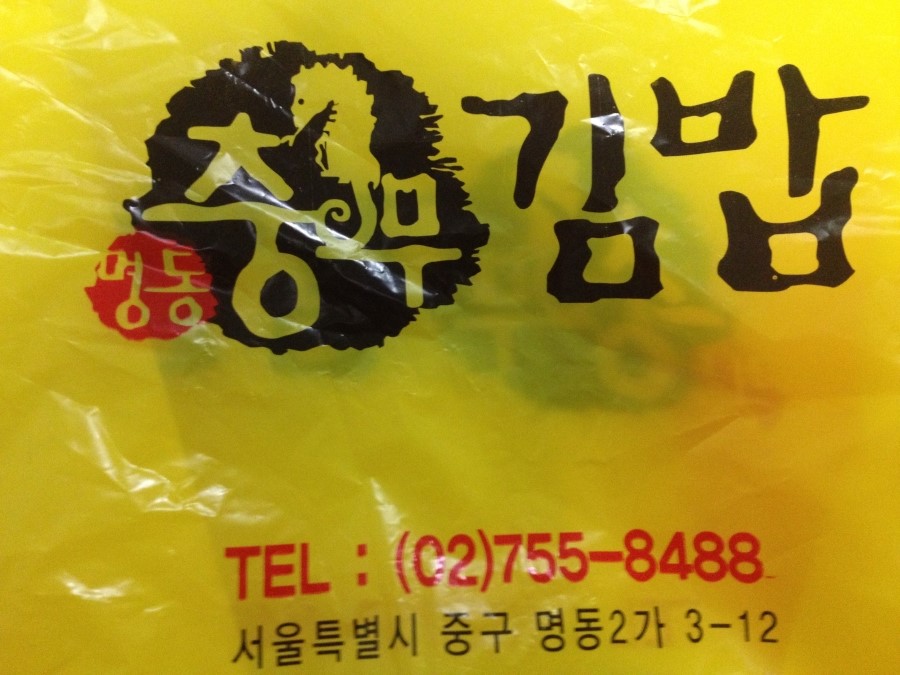 명동 충무김밥
TEL : (02)755-8488
서울특별시 중구 명동2가 3-12